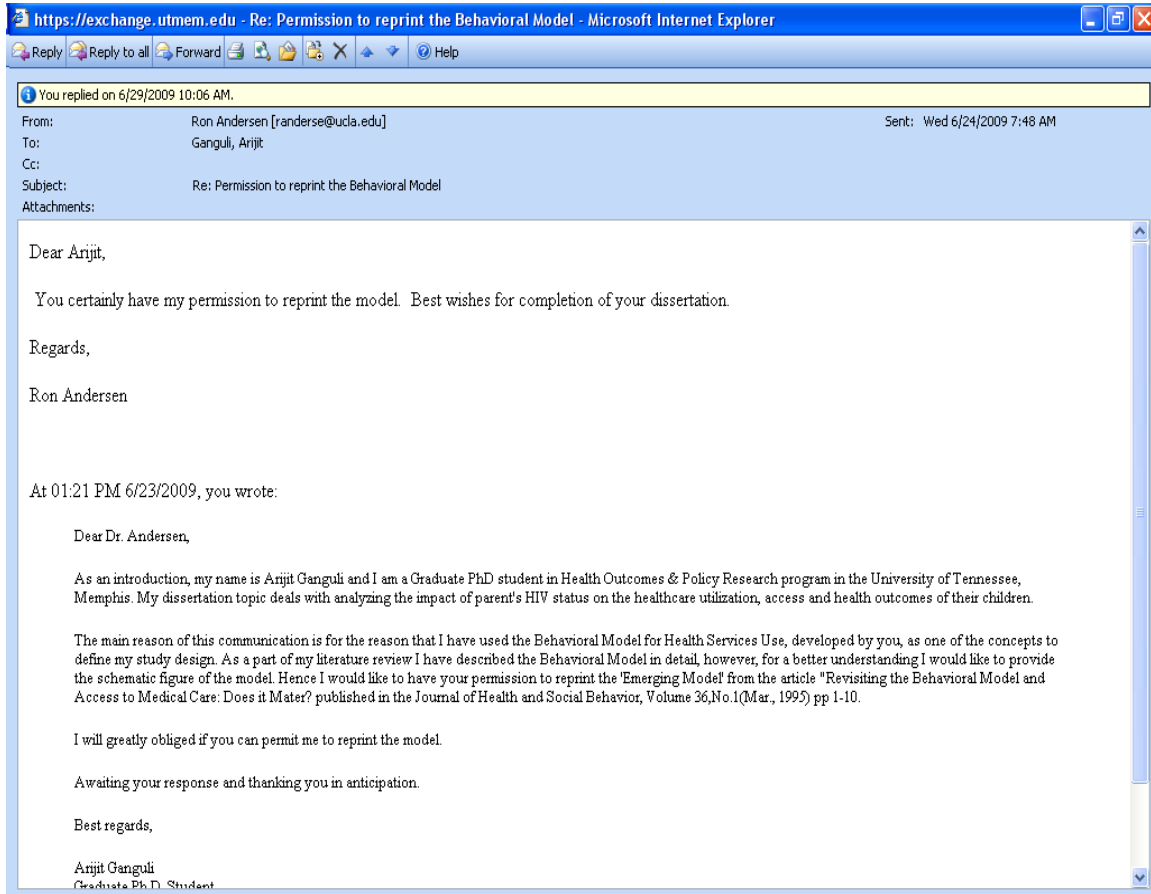 https://exchange.utmem.edu - Re: Permission to reprint the Behavioral Model - Microsoft Internet Explorer
Reply Reply to all Forward Help
You replied on 6/29/2009 10:06 AM.
From: Ron Andersen [randerse@ucla.edu] Sent: Wed 6/24/2009 7:48 AM
To: Ganguli, Arijit
Cc:
Subject: Re: Permission to reprint the Behavioral Model
Attachments:
Dear Arijit,
You certainly have my permission to reprint the model. Best wishes for completion of your dissertation.
Regards,
Ron Andersen
At 01:21 PM 6/23/2009, you wrote:
Dear Dr. Andersen,
As an introduction, my name is Arijit Ganguli and I am a Graduate PhD student in Health Outcomes & Policy Research program in the University of Tennessee,
Memphis. My dissertation topic deals with analyzing the impact of parent's HIV status on the healthcare utilization, access and health outcomes of their children.
The main reason of this communication is for the reason that I have used the Behavioral Model for Health Services Use, developed by you, as one of the concepts to
define my study design. As a part of my literature review I have described the Behavioral Model in detail, however, for a better understanding I would like to provide
the schematic figure of the model. Hence I would like to have your permission to reprint the 'Emerging Model' from the article "Revisiting the Behavioral Model and
Access to Medical Care: Does it Mater? published in the Journal of Health and Social Behavior, Volume 36,No.1(Mar., 1995) pp 1-10.
I will greatly obliged if you can permit me to reprint the model.
Awaiting your response and thanking you in anticipation.
Best regards,
Arijit Ganguli
Graduate Ph.D. Student